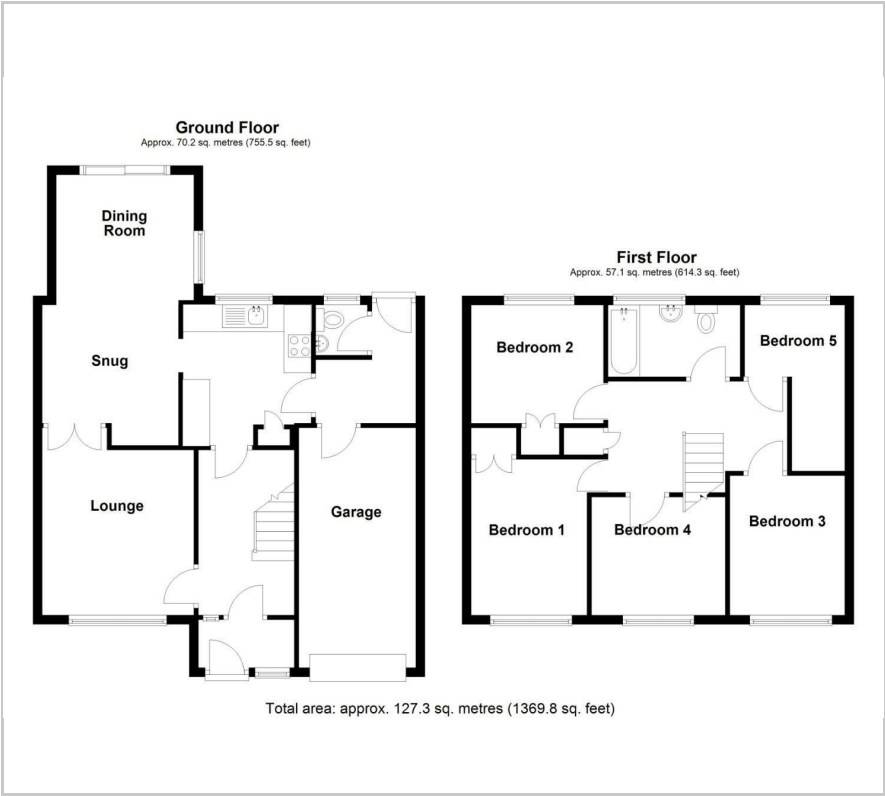 Ground Floor
Approx. 70.2 sq. metres (755.5 sq. feet)
Dining
Room
Snug
Lounge
Garage
First Floor
Approx. 57.1 sq. metres (614.3 sq. feet)
Bedroom 2
Bedroom 5
Bedroom 1
Bedroom 4
Bedroom 3
Total area: approx. 127.3 sq. metres (1369.8 sq. feet)